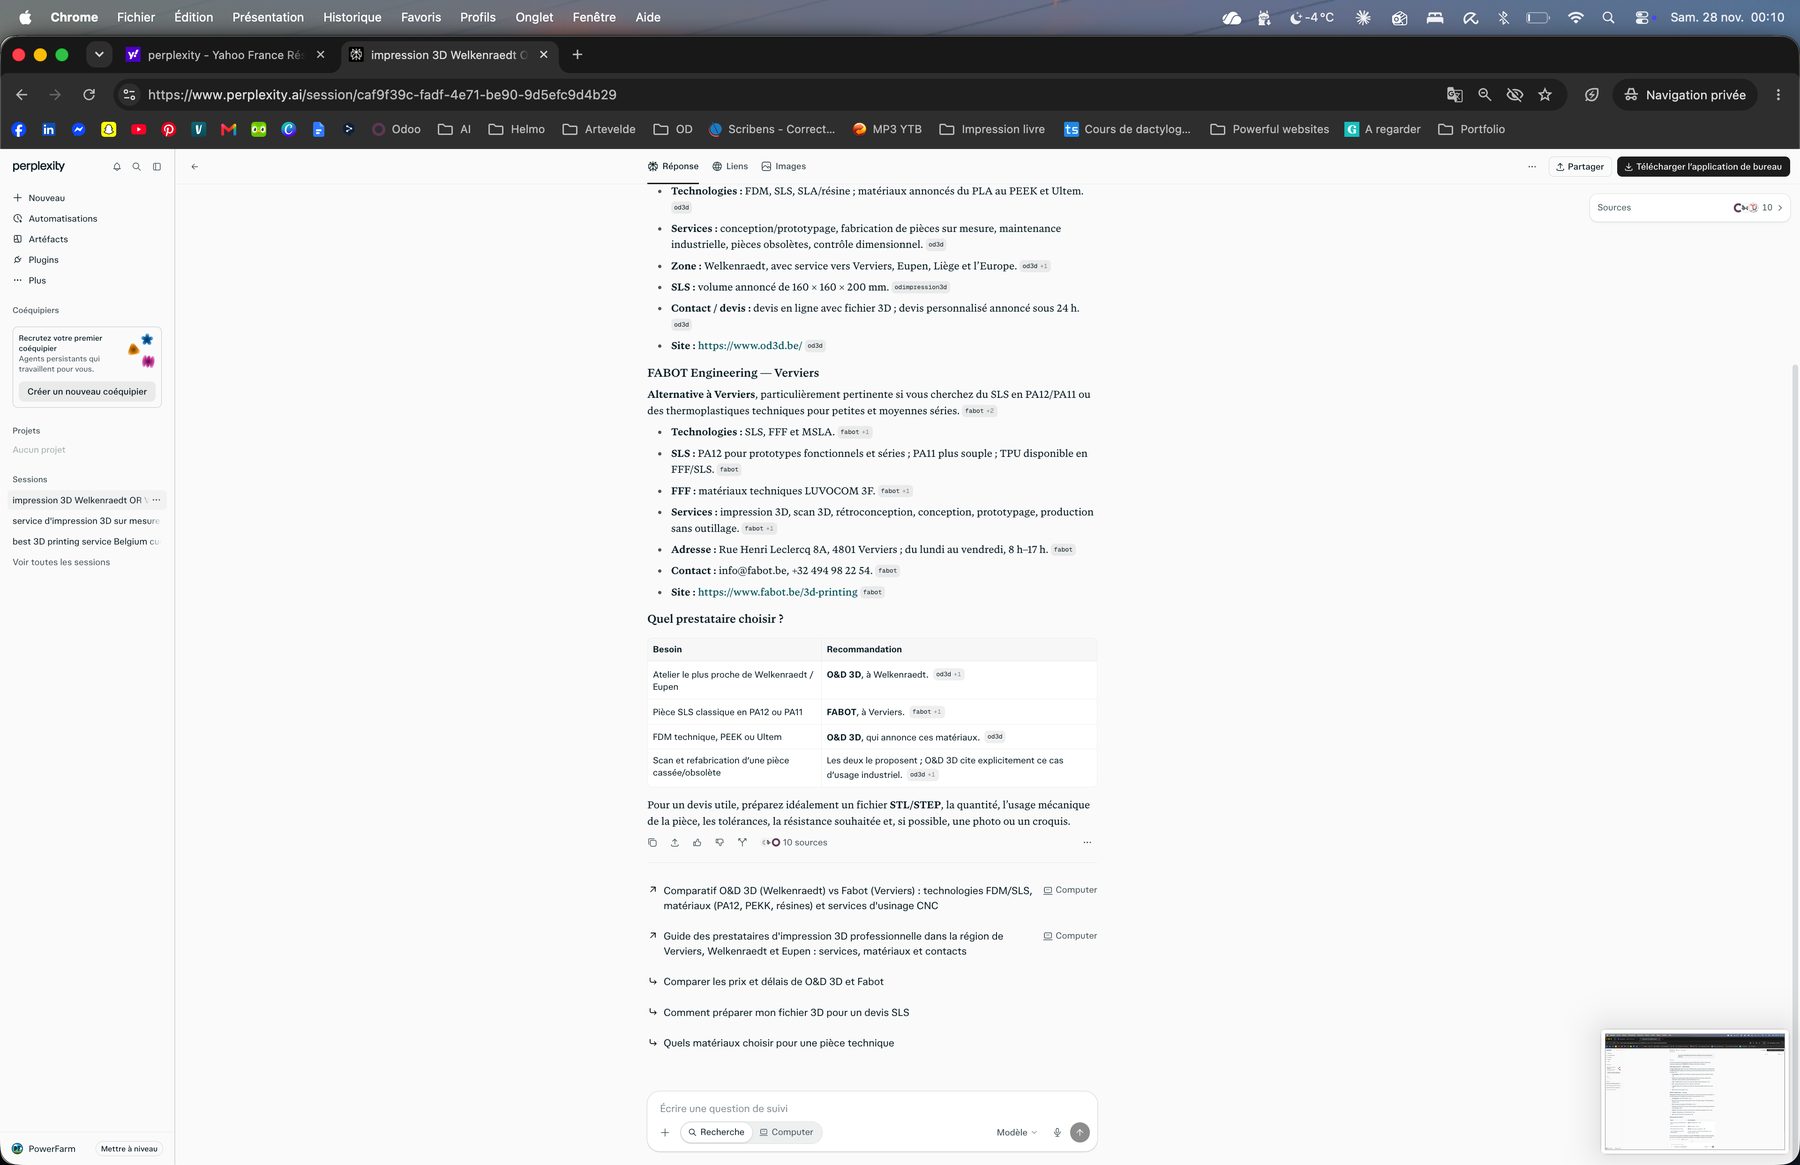 Chrome Fichier Édition Présentation Historique Favoris Profils Onglet Fenêtre Aide -4 °C Sam. 28 nov. 00:10
perplexity - Yahoo France Ré
impression 3D Welkenraedt O
https://www.perplexity.ai/session/caf9f39c-fadf-4e71-be90-9d5efc9d4b29
Navigation privée
Odoo AI Helmo Artevelde OD Scribens - Correct... MP3 YTB Impression livre Cours de dactylog... Powerful websites A regarder Portfolio
perplexity
Nouveau
Automatisations
Artéfacts
Plugins
Plus
Coéquipiers
Recrutez votre premier
coéquipier
Agents persistants qui
travaillent pour vous.
Créer un nouveau coéquipier
Projets
Aucun projet
Sessions
impression 3D Welkenraedt OR V
service d'impression 3D sur mesure
best 3D printing service Belgium cu
Voir toutes les sessions
PowerFarm Mettre à niveau
Réponse Liens Images
Partager Télécharger l'application de bureau
Sources 10
Technologies : FDM, SLS, SLA/résine ; matériaux annoncés du PLA au PEEK et Ultem.
od3d
Services : conception/prototypage, fabrication de pièces sur mesure, maintenance
industrielle, pièces obsolètes, contrôle dimensionnel. od3d
Zone : Welkenraedt, avec service vers Verviers, Eupen, Liège et l'Europe. od3d +1
SLS : volume annoncé de 160 × 160 × 200 mm. odimpression3d
Contact / devis : devis en ligne avec fichier 3D ; devis personnalisé annoncé sous 24 h.
od3d
Site : https://www.od3d.be/ od3d
FABOT Engineering — Verviers
Alternative à Verviers, particulièrement pertinente si vous cherchez du SLS en PA12/PA11 ou
des thermoplastiques techniques pour petites et moyennes séries. fabot +2
Technologies : SLS, FFF et MSLA. fabot +1
SLS : PA12 pour prototypes fonctionnels et séries ; PA11 plus souple ; TPU disponible en
FFF/SLS. fabot
FFF : matériaux techniques LUVOCOM 3F. fabot +1
Services : impression 3D, scan 3D, rétroconception, conception, prototypage, production
sans outillage. fabot +1
Adresse : Rue Henri Leclercq 8A, 4801 Verviers ; du lundi au vendredi, 8 h–17 h. fabot
Contact : info@fabot.be, +32 494 98 22 54. fabot
Site : https://www.fabot.be/3d-printing fabot
Quel prestataire choisir ?
Besoin Recommandation
Atelier le plus proche de Welkenraedt /
Eupen
O&D 3D, à Welkenraedt. od3d +1
Pièce SLS classique en PA12 ou PA11 FABOT, à Verviers. fabot +1
FDM technique, PEEK ou Ultem O&D 3D, qui annonce ces matériaux. od3d
Scan et refabrication d'une pièce
cassée/obsolète
Les deux le proposent ; O&D 3D cite explicitement ce cas
d'usage industriel. od3d +1
Pour un devis utile, préparez idéalement un fichier STL/STEP, la quantité, l'usage mécanique
de la pièce, les tolérances, la résistance souhaitée et, si possible, une photo ou un croquis.
10 sources
Comparatif O&D 3D (Welkenraedt) vs Fabot (Verviers) : technologies FDM/SLS,
matériaux (PA12, PEKK, résines) et services d'usinage CNC
Computer
Guide des prestataires d'impression 3D professionnelle dans la région de
Verviers, Welkenraedt et Eupen : services, matériaux et contacts
Computer
Comparer les prix et délais de O&D 3D et Fabot
Comment préparer mon fichier 3D pour un devis SLS
Quels matériaux choisir pour une pièce technique
Écrire une question de suivi
Recherche Computer Modèle